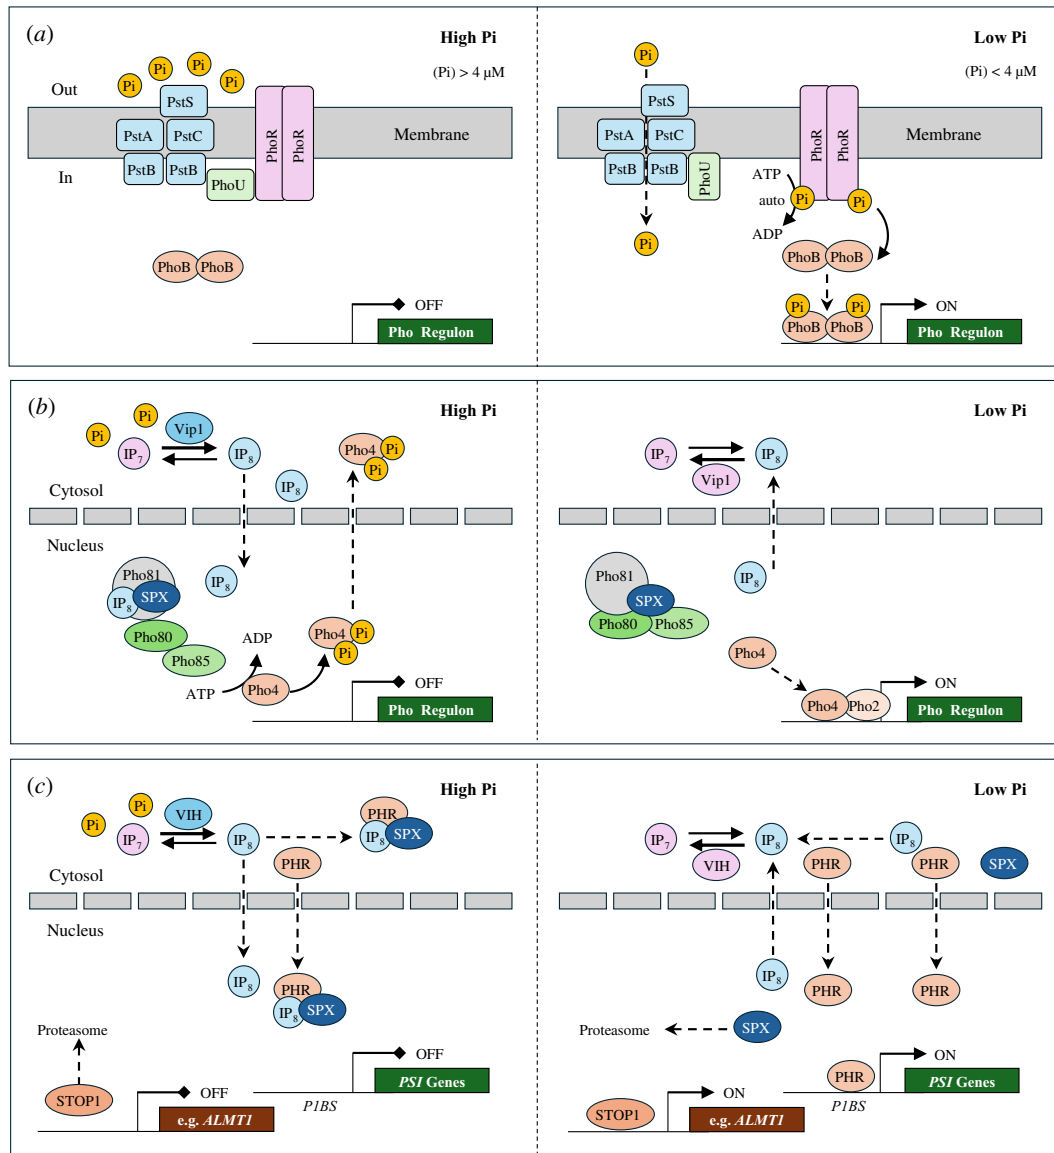 (a)
High Pi
(Pi) > 4 μM
Pi
Pi
Pi
Pi
Pi
Out
PstS
PstA
PstC
Membrane
In
PstB
PstB
PhoU
PhoR
PhoR
PhoB
PhoB
OFF
Pho Regulon
Low Pi
(Pi) < 4 μM
Pi
PstS
PstA
PstC
Membrane
PstB
PstB
PhoU
PhoR
PhoR
ATP
auto
Pi
Pi
ADP
Pi
PhoB
PhoB
Pi
Pi
PhoB
PhoB
ON
Pho Regulon
(b)
High Pi
Pi
Pi
Vip1
IP7
IP8
IP8
Pho4
Pi
Pi
Cytosol
Nucleus
Pho81
IP8
SPX
IP8
Pho80
Pho85
ATP
ADP
Pho4
Pho4
Pi
Pi
OFF
Pho Regulon
Low Pi
IP7
IP8
Vip1
IP8
Pho81
SPX
Pho80
Pho85
Pho4
Pho4
Pho2
ON
Pho Regulon
(c)
High Pi
Pi
Pi
VIH
IP7
IP8
PHR
IP8
SPX
PHR
Cytosol
Nucleus
IP8
PHR
IP8
SPX
Proteasome
STOP1
OFF
e.g. ALMT1
OFF
P1BS
PSI Genes
Low Pi
IP7
IP8
VIH
PHR
IP8
PHR
SPX
IP8
PHR
PHR
Proteasome
SPX
STOP1
ON
e.g. ALMT1
PHR
P1BS
ON
PSI Genes